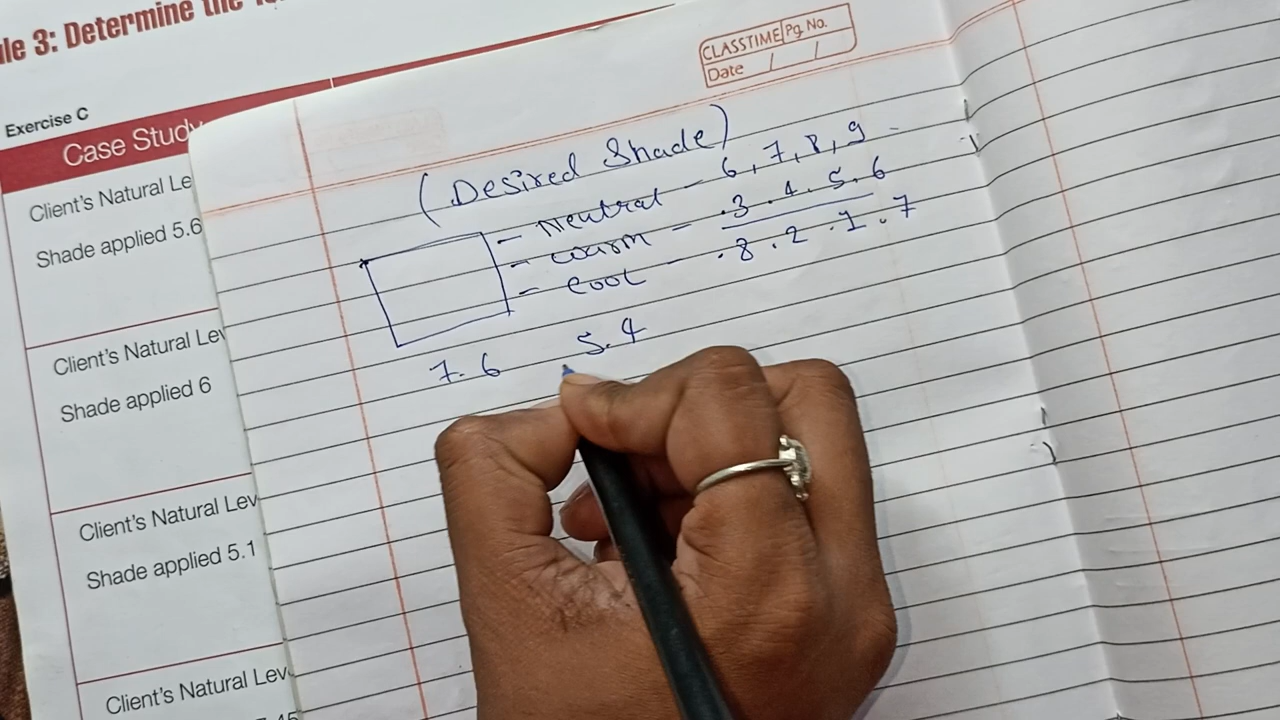 le 3: Determine the
Exercise C
Case Study
Client's Natural Le
Shade applied 5.6
Client's Natural Lev
Shade applied 6
Client's Natural Lev
Shade applied 5.1
Client's Natural Lev
CLASSTIME Pg. No.
Date / /
(Desired Shade)
- Neutral - 6, 7, 8, 9
- warm - .3 .4 .5 .6
- cool - .8 .2 .1 .7
7.6 5.4